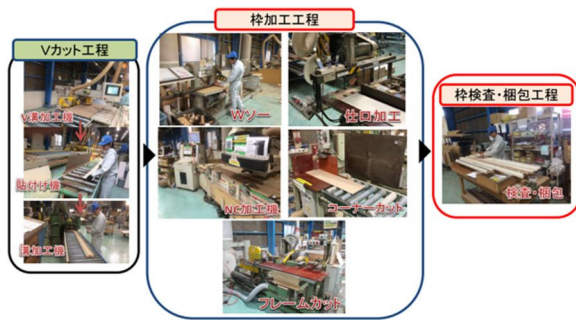 Vカット工程
V溝加工機
貼付け機
溝加工機
枠加工工程
Wソー
仕口加工
NC加工機
コーナーカット
フレームカット
枠検査・梱包工程
検査・梱包